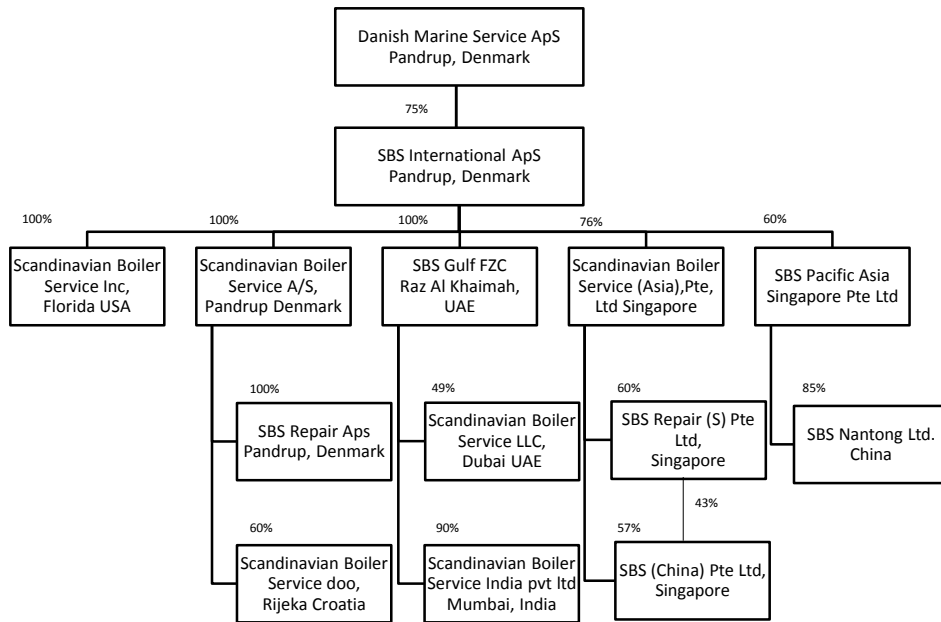 Danish Marine Service ApS
Pandrup, Denmark
75%
SBS International ApS
Pandrup, Denmark
100%
100%
100%
76%
60%
Scandinavian Boiler
Service Inc,
Florida USA
Scandinavian Boiler
Service A/S,
Pandrup Denmark
SBS Gulf FZC
Raz Al Khaimah,
UAE
Scandinavian Boiler
Service (Asia),Pte,
Ltd Singapore
SBS Pacific Asia
Singapore Pte Ltd
100%
49%
60%
85%
SBS Repair Aps
Pandrup, Denmark
Scandinavian Boiler
Service LLC,
Dubai UAE
SBS Repair (S) Pte
Ltd,
Singapore
SBS Nantong Ltd.
China
43%
60%
90%
57%
Scandinavian Boiler
Service doo,
Rijeka Croatia
Scandinavian Boiler
Service India pvt ltd
Mumbai, India
SBS (China) Pte Ltd,
Singapore